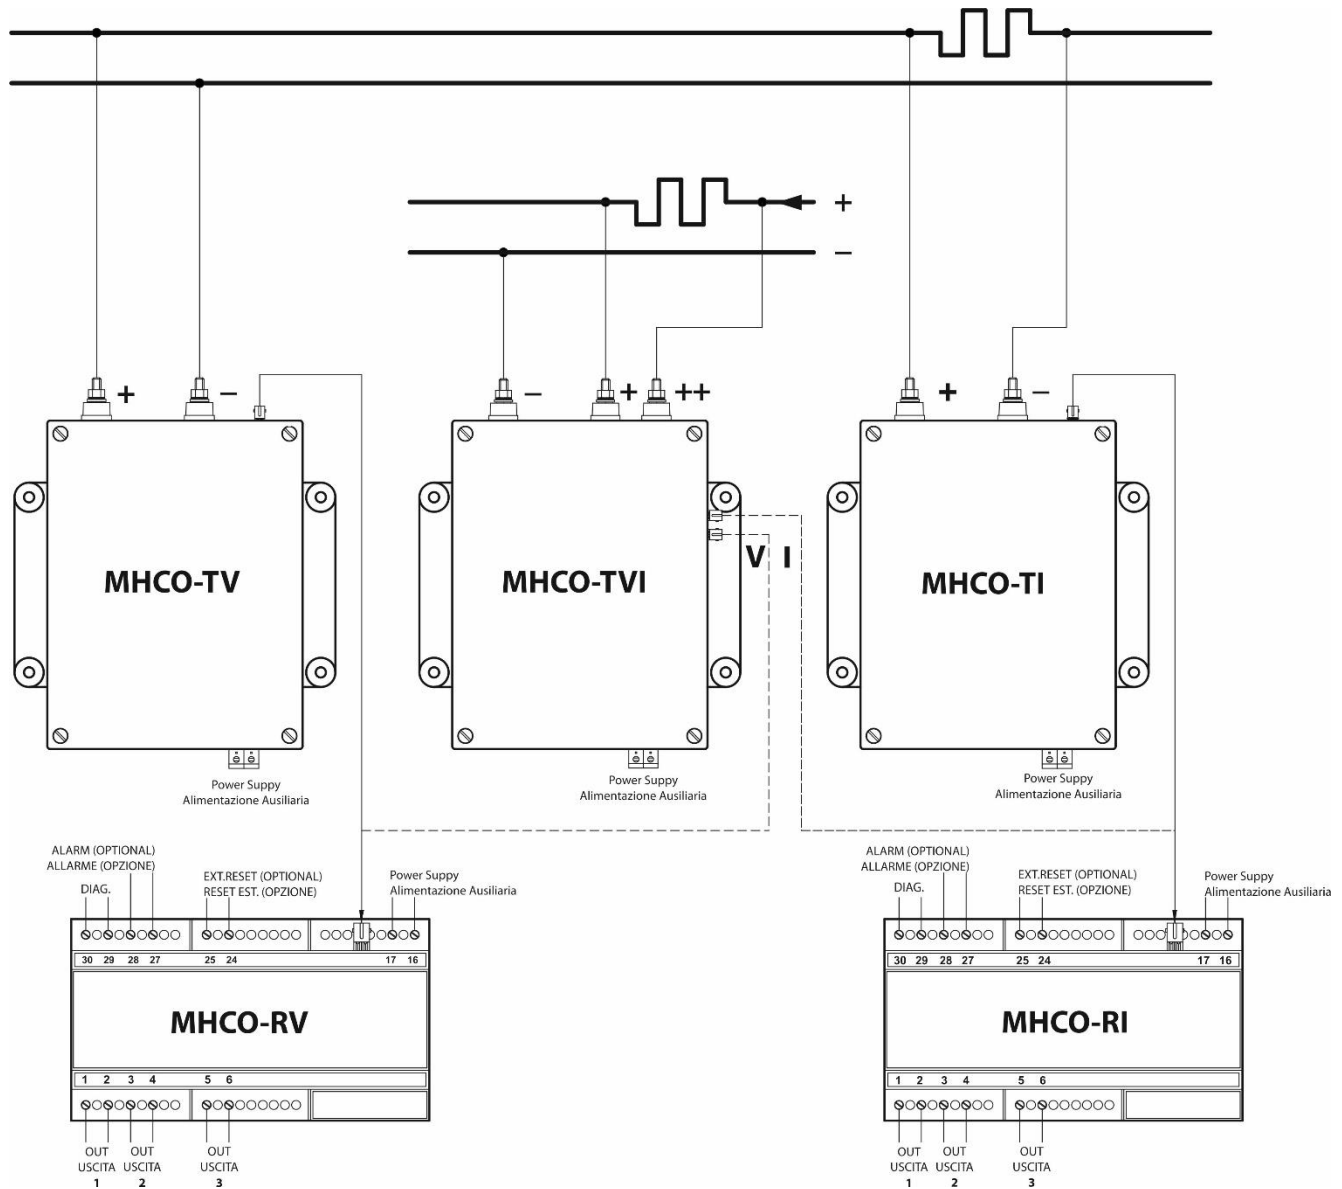 +
−
+
−
−
+
++
+
−
MHCO-TV
MHCO-TVI
V I
MHCO-TI
Power Suppy
Alimentazione Ausiliaria
Power Suppy
Alimentazione Ausiliaria
Power Suppy
Alimentazione Ausiliaria
ALARM (OPTIONAL)
ALLARME (OPZIONE)
DIAG.
EXT.RESET (OPTIONAL)
RESET EST. (OPZIONE)
Power Suppy
Alimentazione Ausiliaria
30 29 28 27 25 24 17 16
MHCO-RV
1 2 3 4 5 6
OUT OUT OUT
USCITA USCITA USCITA
1 2 3
ALARM (OPTIONAL)
ALLARME (OPZIONE)
DIAG.
EXT.RESET (OPTIONAL)
RESET EST. (OPZIONE)
Power Suppy
Alimentazione Ausiliaria
30 29 28 27 25 24 17 16
MHCO-RI
1 2 3 4 5 6
OUT OUT OUT
USCITA USCITA USCITA
1 2 3